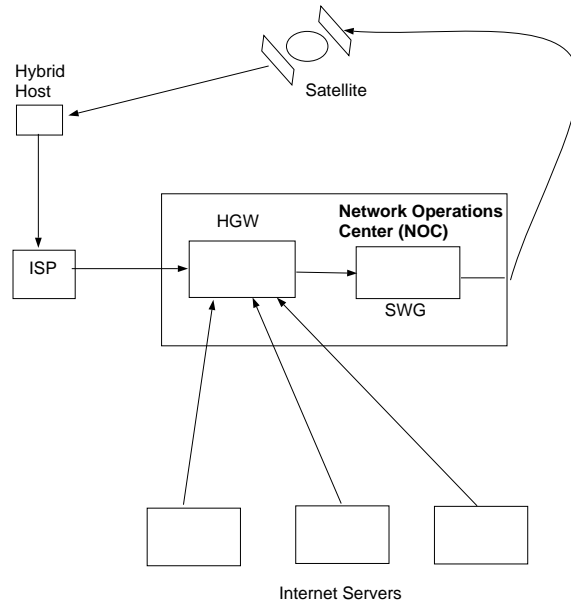 Hybrid
Host
Satellite
HGW
Network Operations
Center (NOC)
ISP
SWG
Internet Servers